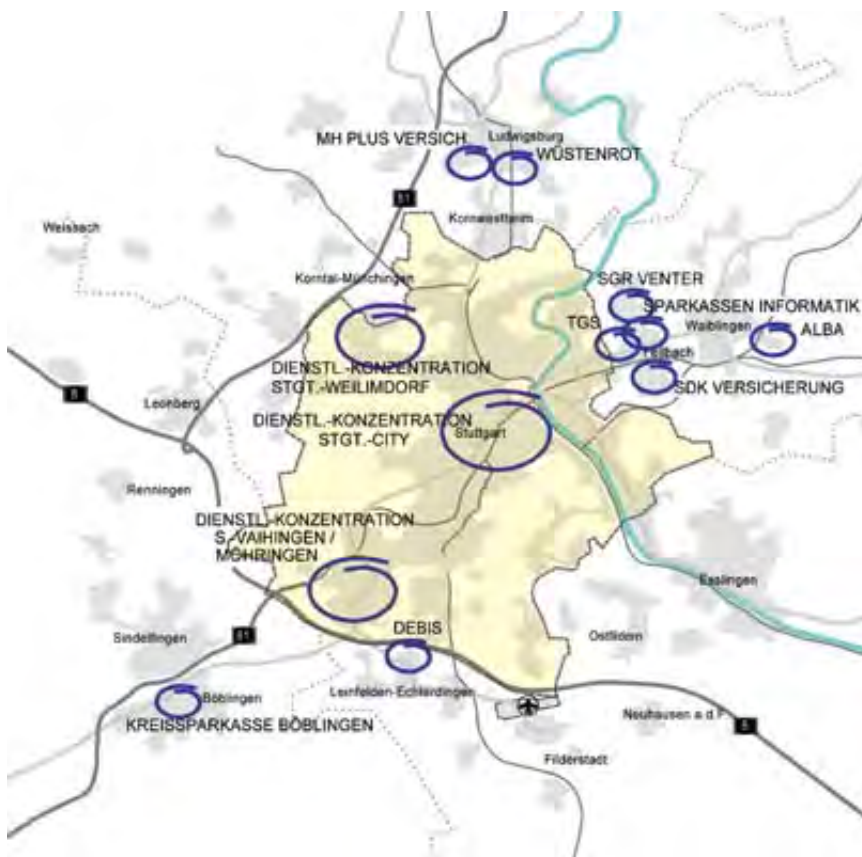 MH PLUS VERSICH.
Ludwigsburg
WÜSTENROT
81
Kornwestheim
Weissach
Korntal-Münchingen
SGR VENTER
SPARKASSEN INFORMATIK
TGS
Waiblingen
ALBA
Fellbach
DIENSTL.-KONZENTRATION
STGT.-WEILIMDORF
SDK VERSICHERUNG
8
Leonberg
DIENSTL.-KONZENTRATION
STGT.-CITY
Stuttgart
Renningen
DIENSTL.-KONZENTRATION
S.-VAIHINGEN /
MÖHRINGEN
Esslingen
Sindelfingen
81
DEBIS
Ostfildern
Böblingen
Leinfelden-Echterdingen
KREISSPARKASSE BÖBLINGEN
Neuhausen a.d.F.
Filderstadt